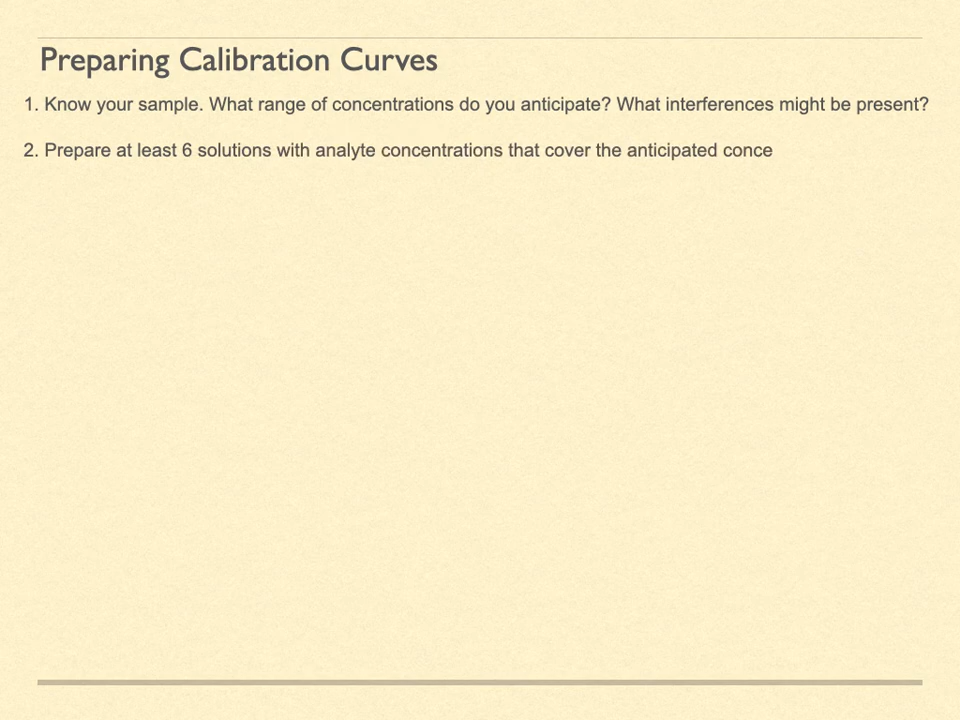 Preparing Calibration Curves
1. Know your sample. What range of concentrations do you anticipate? What interferences might be present?
2. Prepare at least 6 solutions with analyte concentrations that cover the anticipated conce